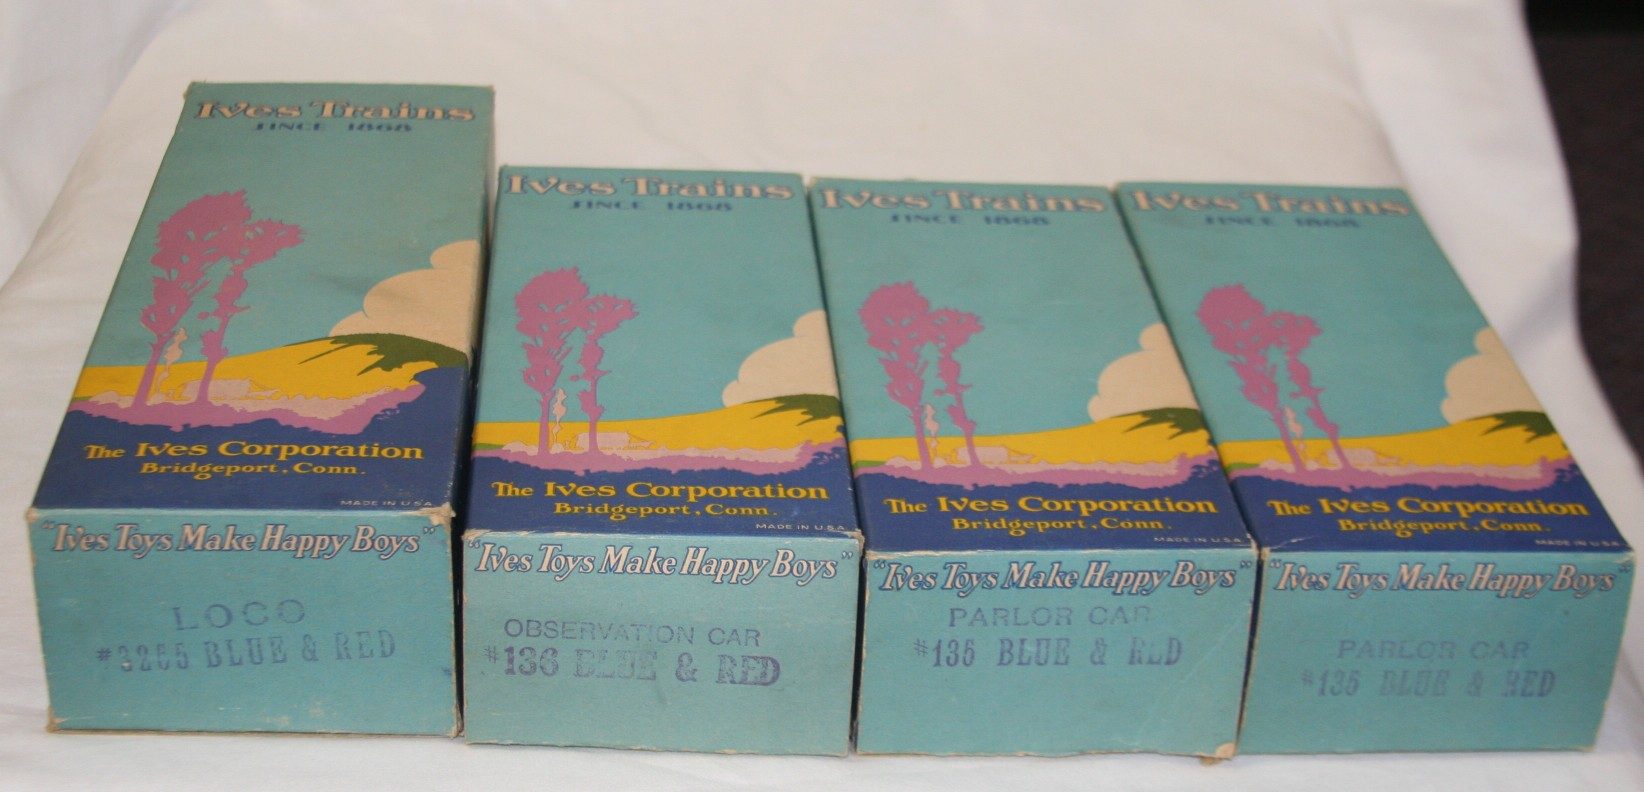 Ives Trains
SINCE 1868
The Ives Corporation
Bridgeport, Conn.
MADE IN U.S.A.
"Ives Toys Make Happy Boys"
LOCO
#3255 BLUE & RED
Ives Trains
SINCE 1868
The Ives Corporation
Bridgeport, Conn.
MADE IN U.S.A.
"Ives Toys Make Happy Boys"
OBSERVATION CAR
#136 BLUE & RED
Ives Trains
SINCE 1868
The Ives Corporation
Bridgeport, Conn.
MADE IN U.S.A.
"Ives Toys Make Happy Boys"
PARLOR CAR
#135 BLUE & RED
Ives Trains
SINCE 1868
The Ives Corporation
Bridgeport, Conn.
MADE IN U.S.A.
"Ives Toys Make Happy Boys"
PARLOR CAR
#135 BLUE & RED